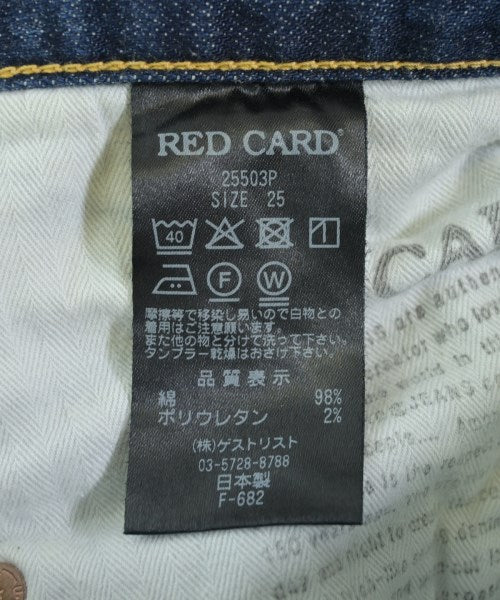 RED CARD®
25503P
SIZE 25
40
F
W
摩擦等で移染し易いので白物との
着用はご注意願います。
また他の物と分けて洗って下さい。
タンブラー乾燥はおさけ下さい。
品質表示
綿 98%
ポリウレタン 2%
(株)ゲストリスト
03-5728-8788
日本製
F-682
CA